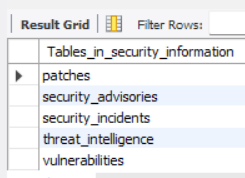 Result Grid Filter Rows:
Tables_in_security_information
patches
security_advisories
security_incidents
threat_intelligence
vulnerabilities